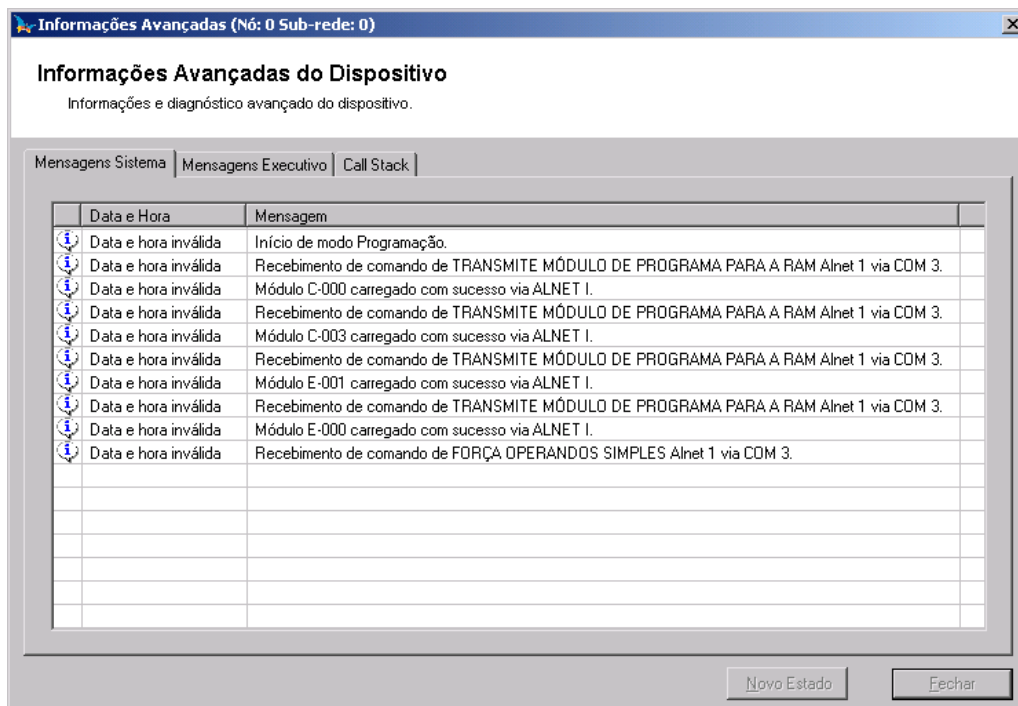 Informações Avançadas (Nó: 0 Sub-rede: 0)
Informações Avançadas do Dispositivo
Informações e diagnóstico avançado do dispositivo.
Mensagens Sistema Mensagens Executivo Call Stack
Data e Hora Mensagem
Data e hora inválida Início de modo Programação.
Data e hora inválida Recebimento de comando de TRANSMITE MÓDULO DE PROGRAMA PARA A RAM Alnet 1 via COM 3.
Data e hora inválida Módulo C-000 carregado com sucesso via ALNET I.
Data e hora inválida Recebimento de comando de TRANSMITE MÓDULO DE PROGRAMA PARA A RAM Alnet 1 via COM 3.
Data e hora inválida Módulo C-003 carregado com sucesso via ALNET I.
Data e hora inválida Recebimento de comando de TRANSMITE MÓDULO DE PROGRAMA PARA A RAM Alnet 1 via COM 3.
Data e hora inválida Módulo E-001 carregado com sucesso via ALNET I.
Data e hora inválida Recebimento de comando de TRANSMITE MÓDULO DE PROGRAMA PARA A RAM Alnet 1 via COM 3.
Data e hora inválida Módulo E-000 carregado com sucesso via ALNET I.
Data e hora inválida Recebimento de comando de FORÇA OPERANDOS SIMPLES Alnet 1 via COM 3.
Novo Estado Fechar